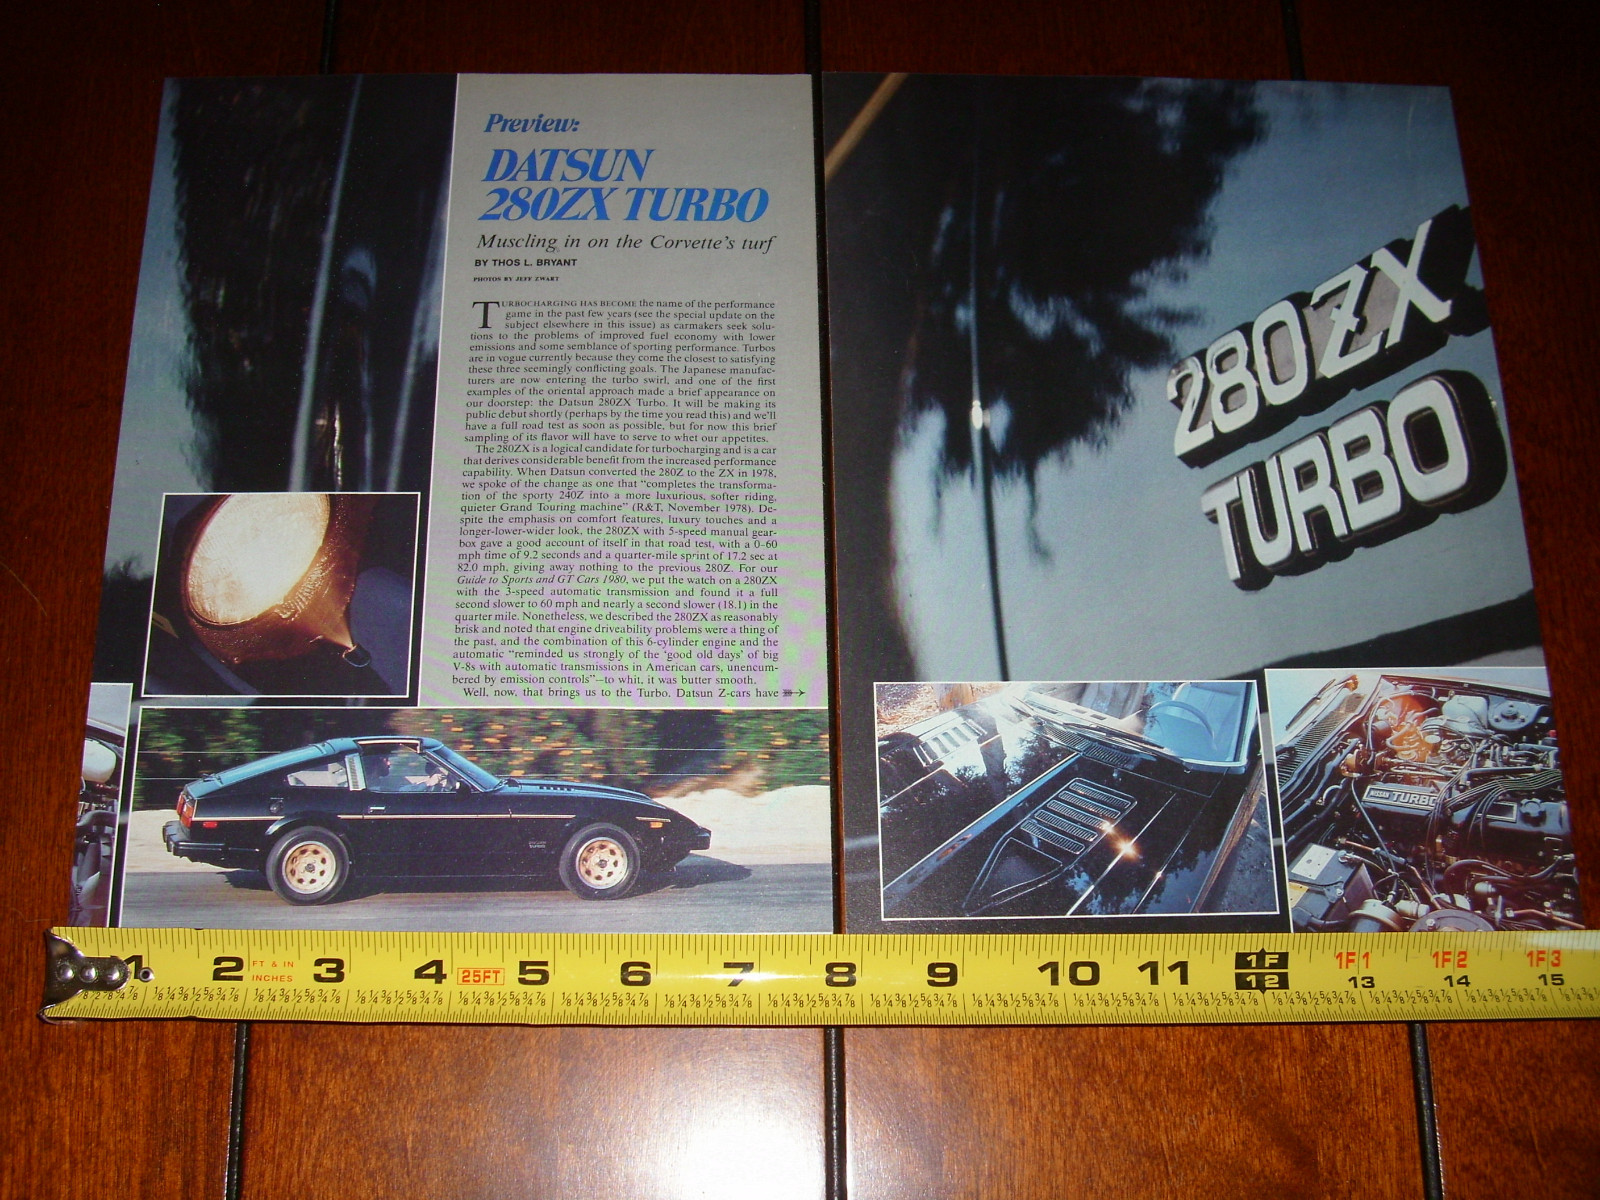 Preview:
DATSUN
280ZX TURBO
Muscling in on the Corvette's turf
BY THOS L. BRYANT
PHOTOS BY JEFF ZWART
TURBOCHARGING HAS BECOME the name of the performance
game in the past few years (see the special update on the
subject elsewhere in this issue) as carmakers seek solu-
tions to the problems of improved fuel economy with lower
emissions and some semblance of sporting performance. Turbos
are in vogue currently because they come the closest to satisfying
these three seemingly conflicting goals. The Japanese manufac-
turers are now entering the turbo swirl, and one of the first
examples of the oriental approach made a brief appearance on
our doorstep: the Datsun 280ZX Turbo. It will be making its
public debut shortly (perhaps by the time you read this) and we'll
have a full road test as soon as possible, but for now this brief
sampling of its flavor will have to serve to whet our appetites.
The 280ZX is a logical candidate for turbocharging and is a car
that derives considerable benefit from the increased performance
capability. When Datsun converted the 280Z to the ZX in 1978,
we spoke of the change as one that "completes the transforma-
tion of the sporty 240Z into a more luxurious, softer riding,
quieter Grand Touring machine" (R&T, November 1978). De-
spite the emphasis on comfort features, luxury touches and a
longer-lower-wider look, the 280ZX with 5-speed manual gear-
box gave a good account of itself in that road test, with a 0-60
mph time of 9.2 seconds and a quarter-mile sprint of 17.2 sec at
82.0 mph, giving away nothing to the previous 280Z. For our
Guide to Sports and GT Cars 1980, we put the watch on a 280ZX
with the 3-speed automatic transmission and found it a full
second slower to 60 mph and nearly a second slower (18.1) in the
quarter mile. Nonetheless, we described the 280ZX as reasonably
brisk and noted that engine driveability problems were a thing of
the past, and the combination of this 6-cylinder engine and the
automatic "reminded us strongly of the 'good old days' of big
V-8s with automatic transmissions in American cars, unencum-
bered by emission controls"—to whit, it was butter smooth.
Well, now, that brings us to the Turbo. Datsun Z-cars have
280ZX
TURBO
NISSAN TURBO
1 2 FT & IN INCHES 3 4 25FT 5 6 7 8 9 10 11 1F 12 1F1 13 1F2 14 1F3 15